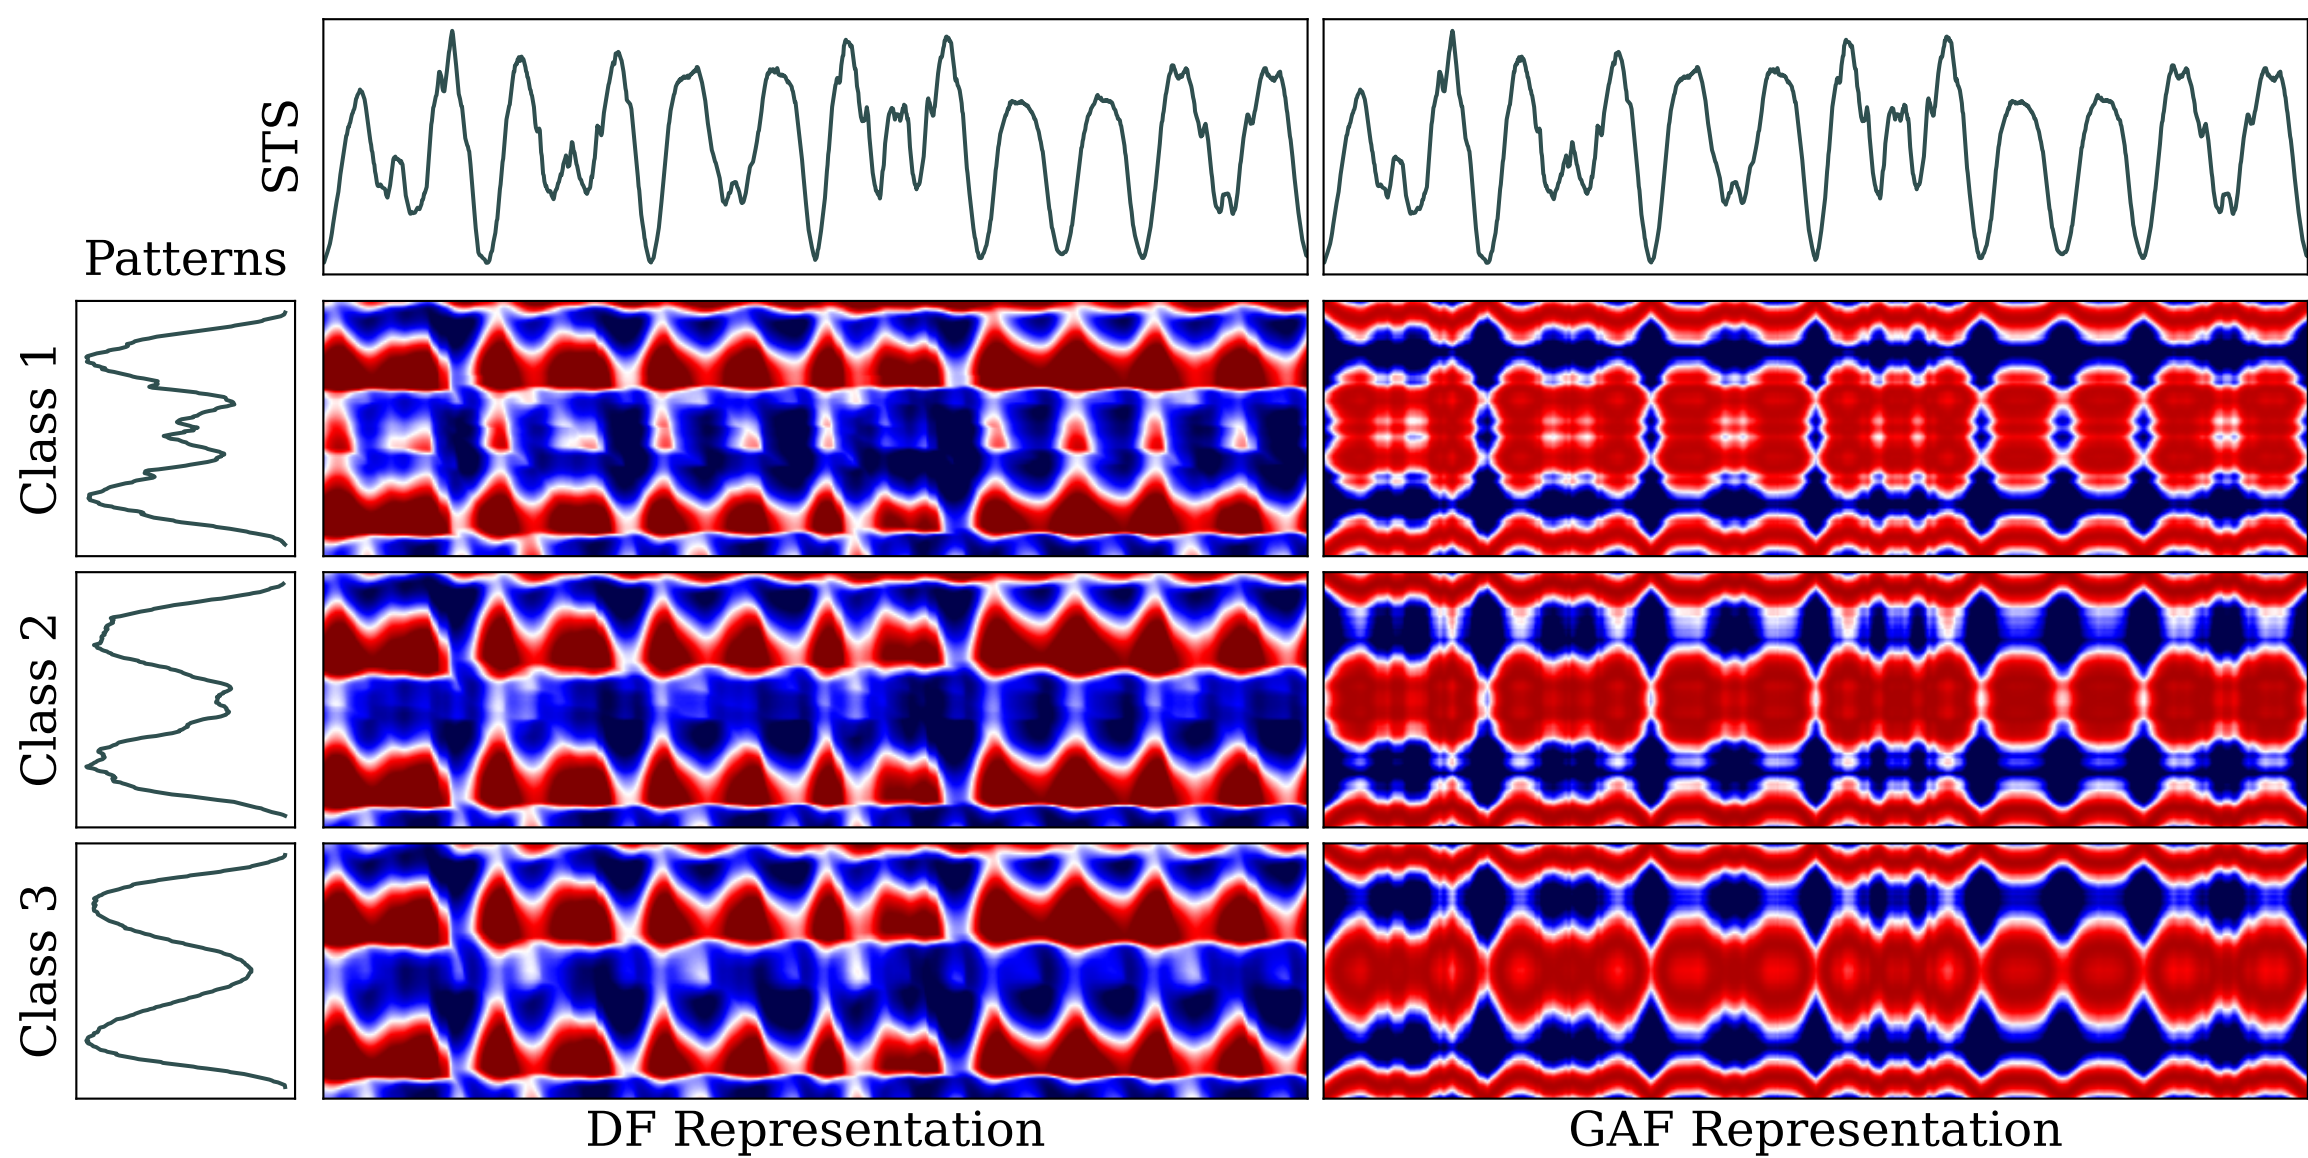 STS
Patterns
Class 1
Class 2
Class 3
DF Representation
GAF Representation